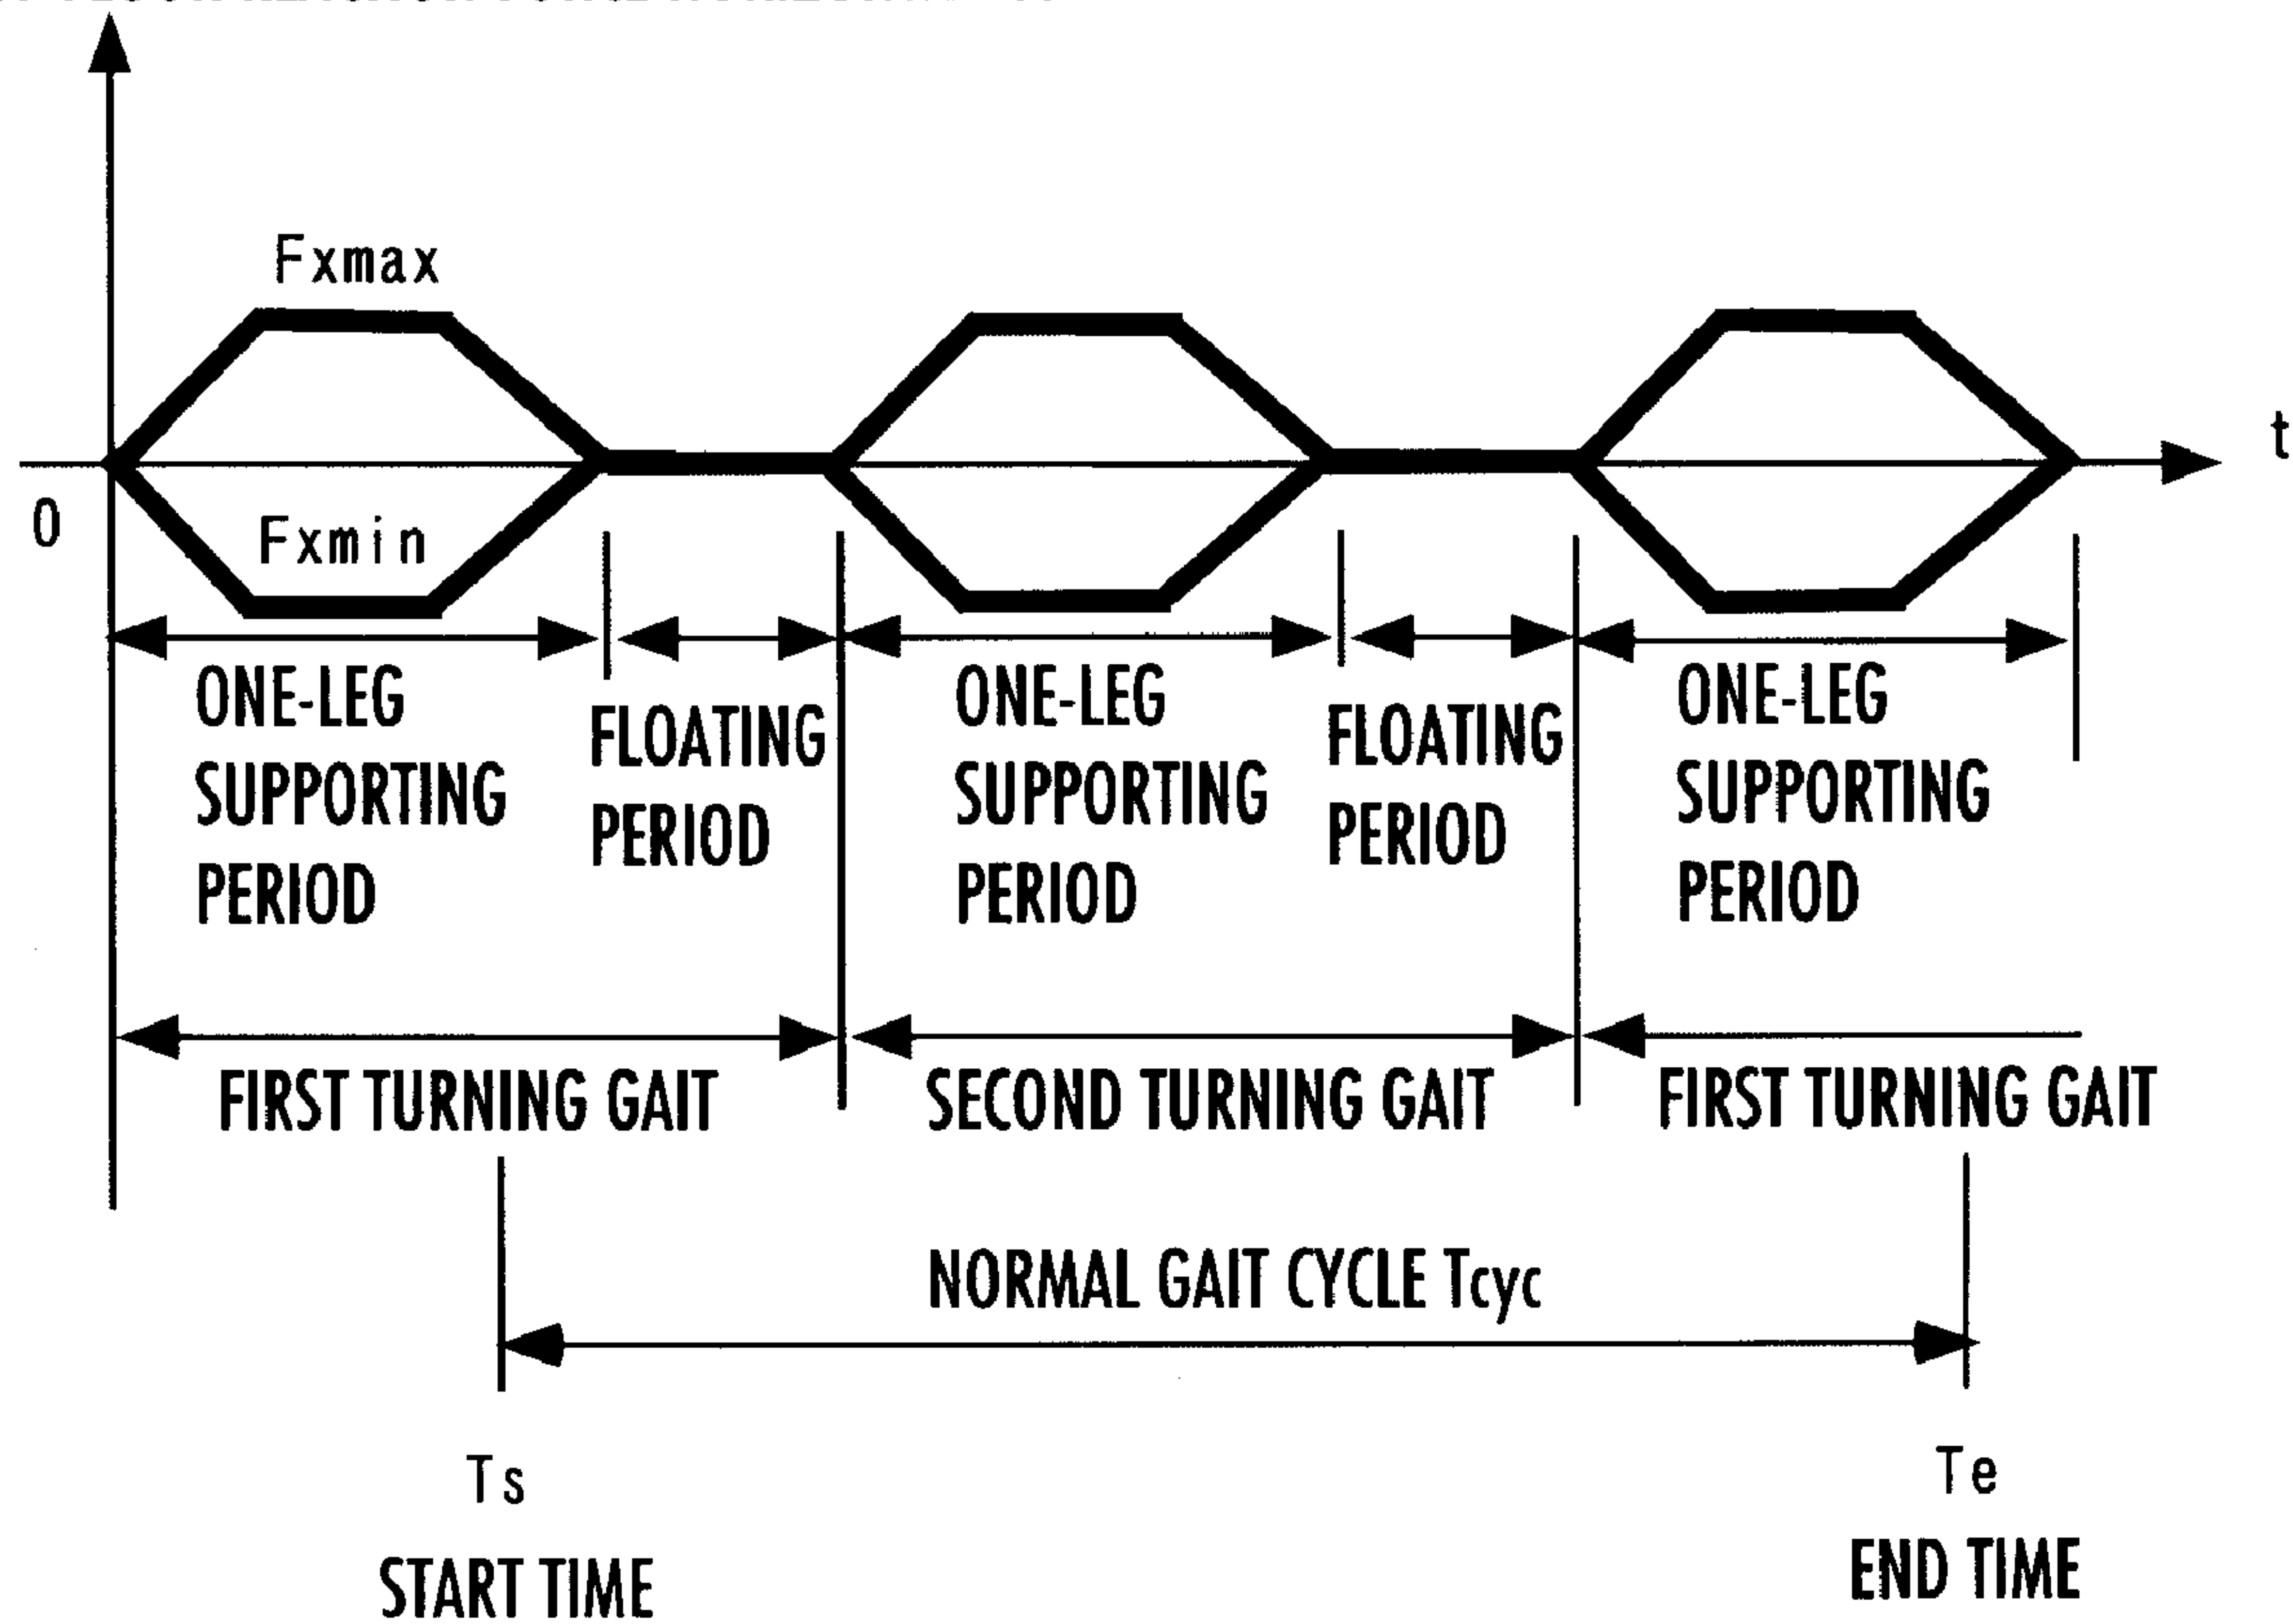 Fxmax
t
0
Fxmin
ONE-LEG
SUPPORTING
PERIOD
FLOATING
PERIOD
ONE-LEG
SUPPORTING
PERIOD
FLOATING
PERIOD
ONE-LEG
SUPPORTING
PERIOD
FIRST TURNING GAIT
SECOND TURNING GAIT
FIRST TURNING GAIT
NORMAL GAIT CYCLE Tcyc
Ts
START TIME
Te
END TIME